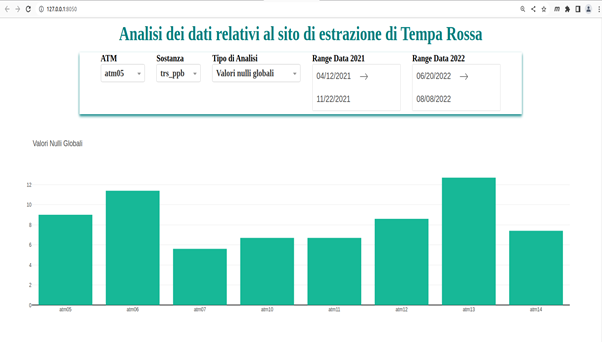 127.0.0.1:8050
Analisi dei dati relativi al sito di estrazione di Tempa Rossa
ATM Sostanza Tipo di Analisi Range Data 2021 Range Data 2022
atm05 trs_ppb Valori nulli globali 04/12/2021 → 06/20/2022 →
11/22/2021 08/08/2022
Valori Nulli Globali
12
10
8
6
4
2
0
atm05 atm06 atm07 atm10 atm11 atm12 atm13 atm14